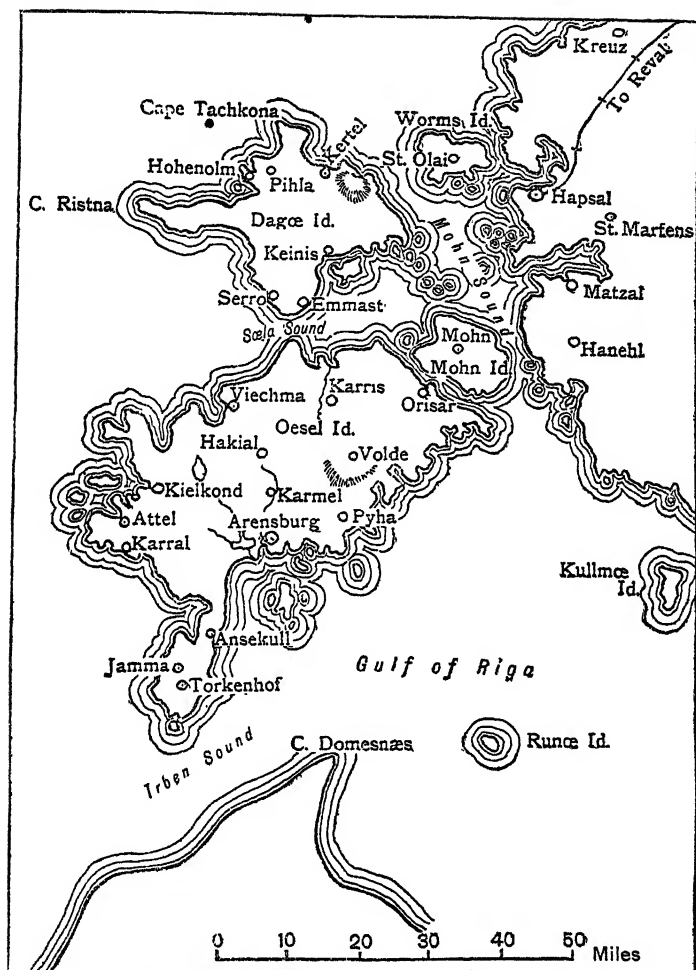 Kreuz
To Reval
Cape Tachkona
Worms Id.
Kertel
St. Olai
Hohenolm
Pihla
Hapsal
C. Ristna
Dagœ Id.
St. Marfens
Mohn Sound
Keinis
Matzal
Serro
Emmast
Sœla Sound
Mohn
Hanehl
Mohn Id.
Viechma
Karris
Orisar
Oesel Id.
Hakial
Volde
Kielkond
Karmel
Attel
Arensburg
Pyha
Karral
Kullmœ
Id.
Ansekull
Jamma
Gulf of Riga
Torkenhof
C. Domesnæs
Runœ Id.
Irben Sound
0 10 20 30 40 50 Miles